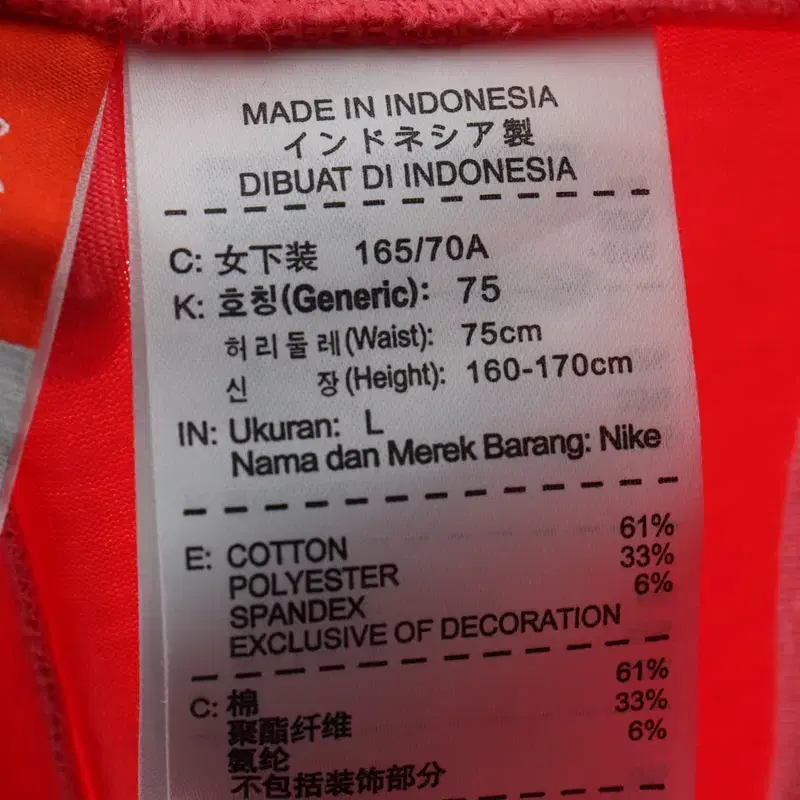 MADE IN INDONESIA
インドネシア製
DIBUAT DI INDONESIA
C: 女下装 165/70A
K: 호칭(Generic): 75
허리둘레(Waist): 75cm
신 장(Height): 160-170cm
IN: Ukuran: L
Nama dan Merek Barang: Nike
E: COTTON 61%
POLYESTER 33%
SPANDEX 6%
EXCLUSIVE OF DECORATION
C: 棉 61%
聚酯纤维 33%
氨纶 6%
不包括装饰部分